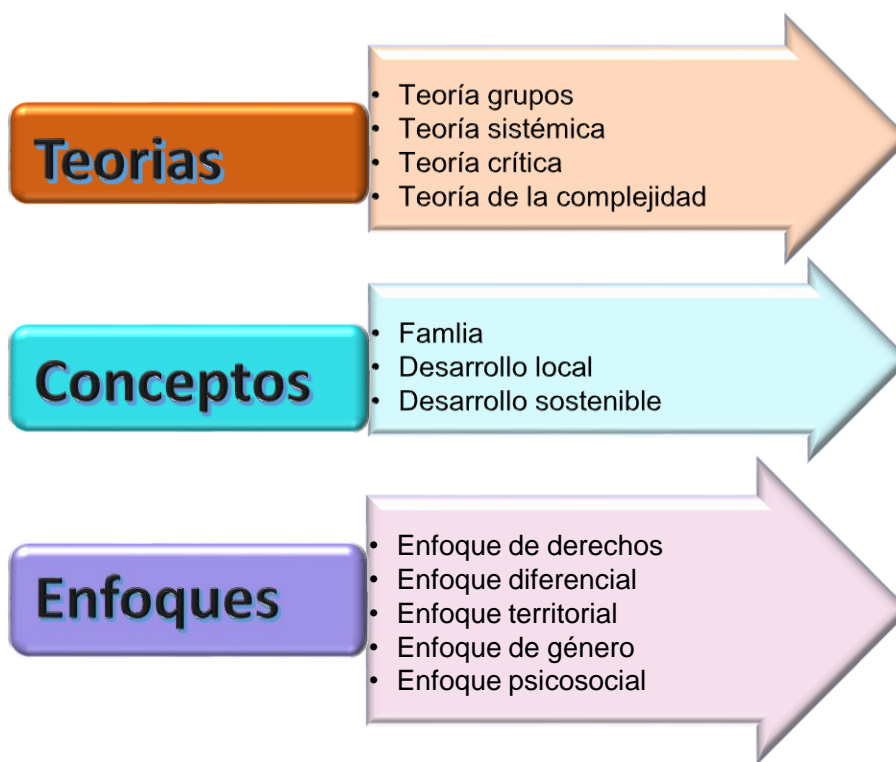 Teorias
• Teoría grupos
• Teoría sistémica
• Teoría crítica
• Teoría de la complejidad
Conceptos
• Famlia
• Desarrollo local
• Desarrollo sostenible
Enfoques
• Enfoque de derechos
• Enfoque diferencial
• Enfoque territorial
• Enfoque de género
• Enfoque psicosocial